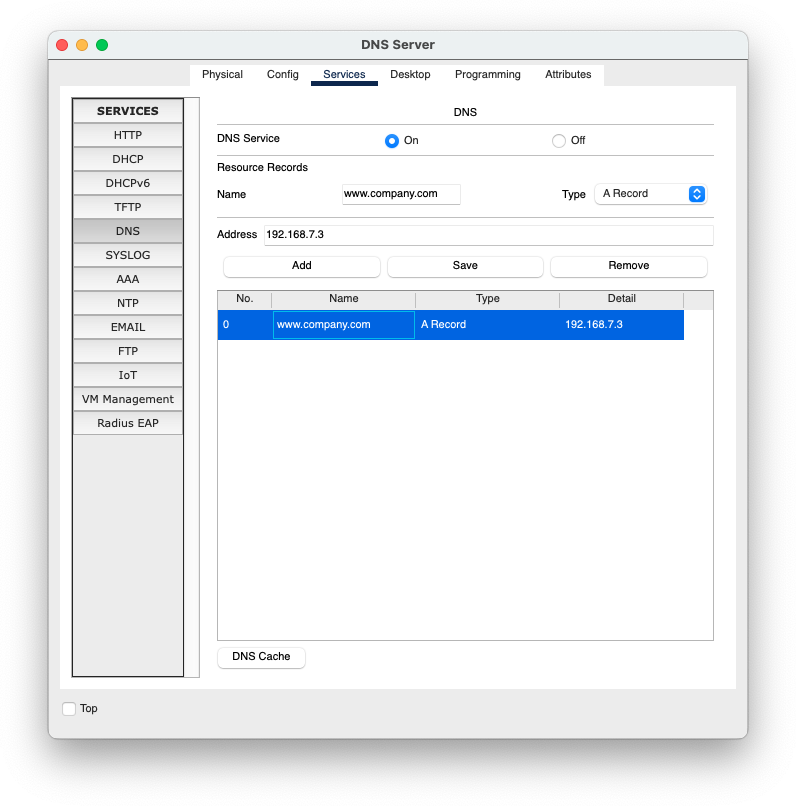 DNS Server
Physical Config Services Desktop Programming Attributes
SERVICES
HTTP
DHCP
DHCPv6
TFTP
DNS
SYSLOG
AAA
NTP
EMAIL
FTP
IoT
VM Management
Radius EAP
DNS
DNS Service On Off
Resource Records
Name www.company.com Type A Record
Address 192.168.7.3
Add Save Remove
No. Name Type Detail
0 www.company.com A Record 192.168.7.3
DNS Cache
Top